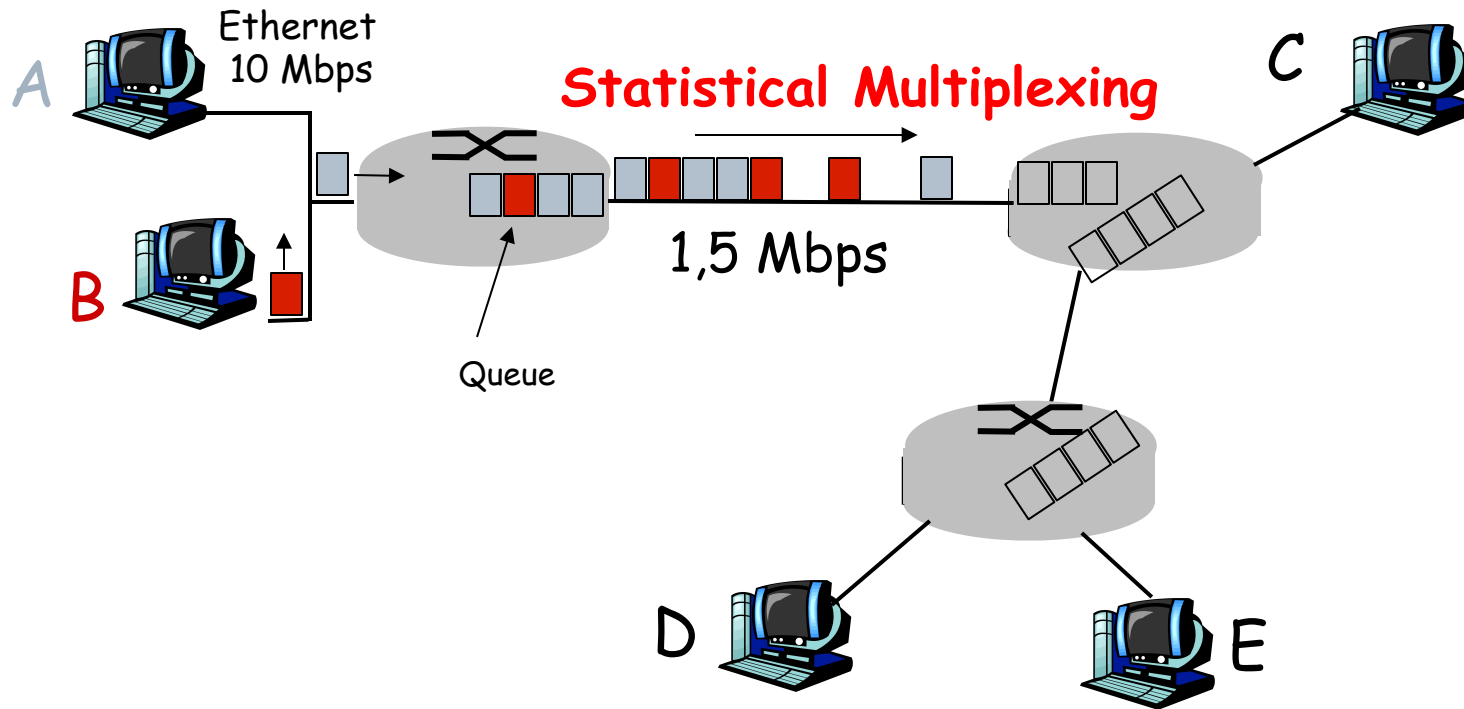 Ethernet
10 Mbps
A
Statistical Multiplexing
C
1,5 Mbps
B
Queue
D
E